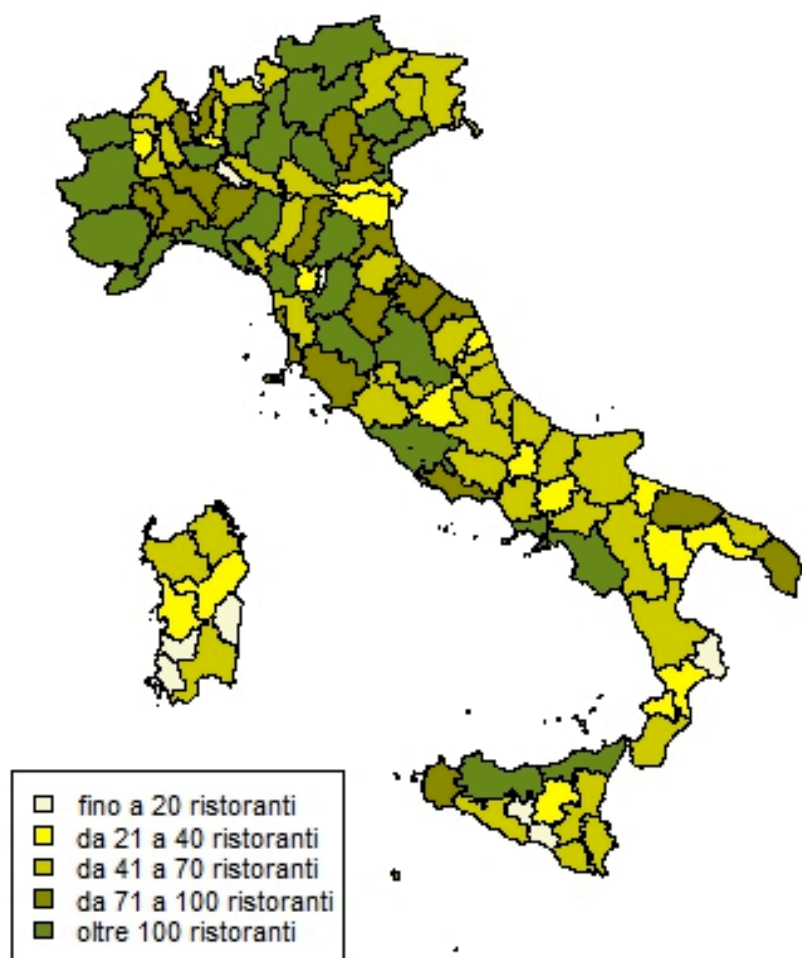 fino a 20 ristoranti
da 21 a 40 ristoranti
da 41 a 70 ristoranti
da 71 a 100 ristoranti
oltre 100 ristoranti